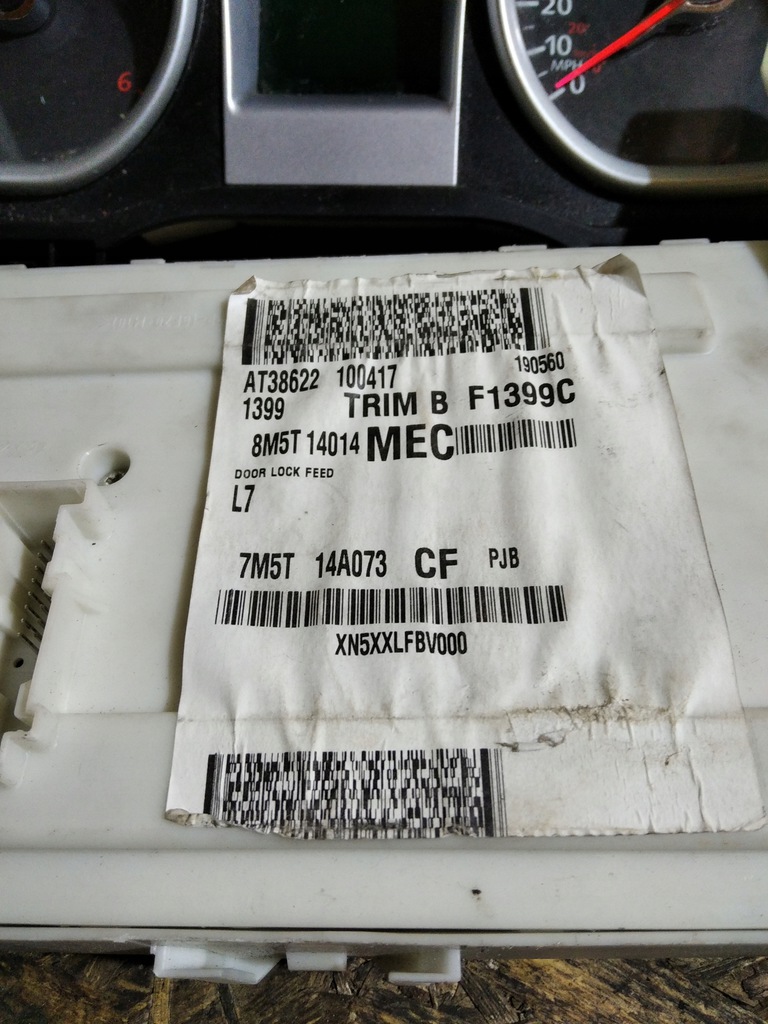 20
20
10
MPH
0
6
AT38622 100417 190560
1399 TRIM B F1399C
8M5T 14014 MEC
DOOR LOCK FEED
L7
7M5T 14A073 CF PJB
XN5XXLFBV000